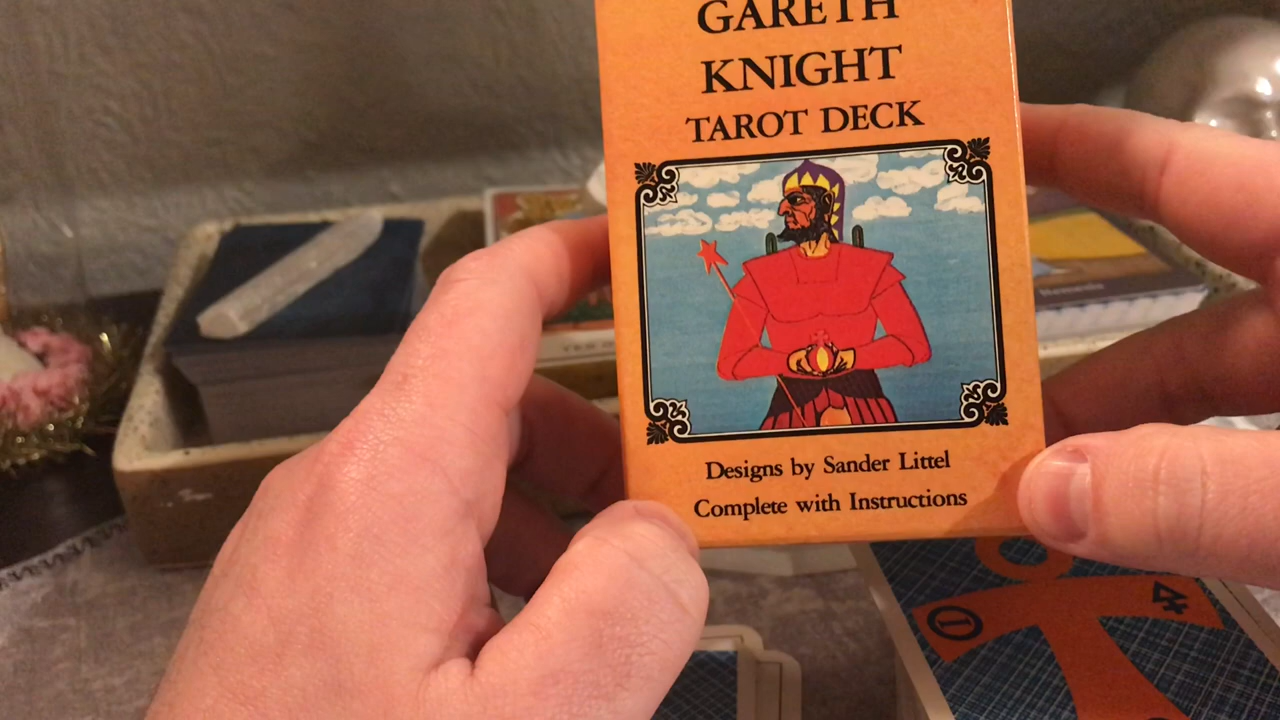 GARETH
KNIGHT
TAROT DECK
Designs by Sander Littel
Complete with Instructions